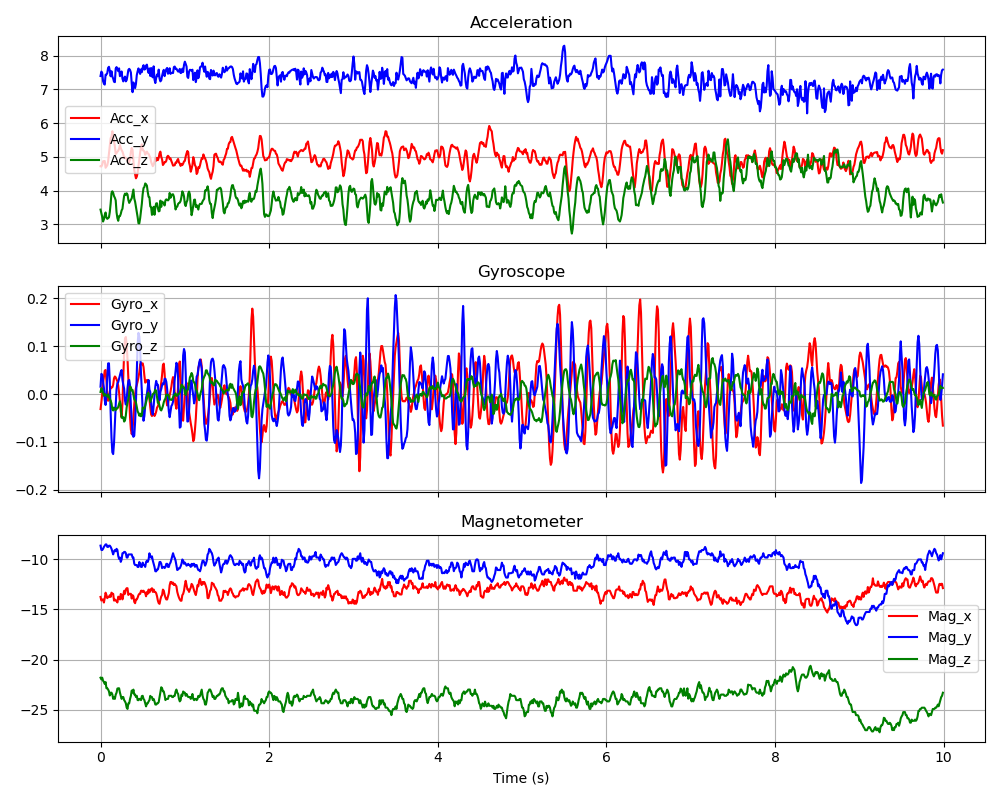 Acceleration
8
7
6
5
4
3
Acc_x
Acc_y
Acc_z
Gyroscope
0.2
0.1
0.0
−0.1
−0.2
Gyro_x
Gyro_y
Gyro_z
Magnetometer
−10
−15
−20
−25
Mag_x
Mag_y
Mag_z
0 2 4 6 8 10
Time (s)